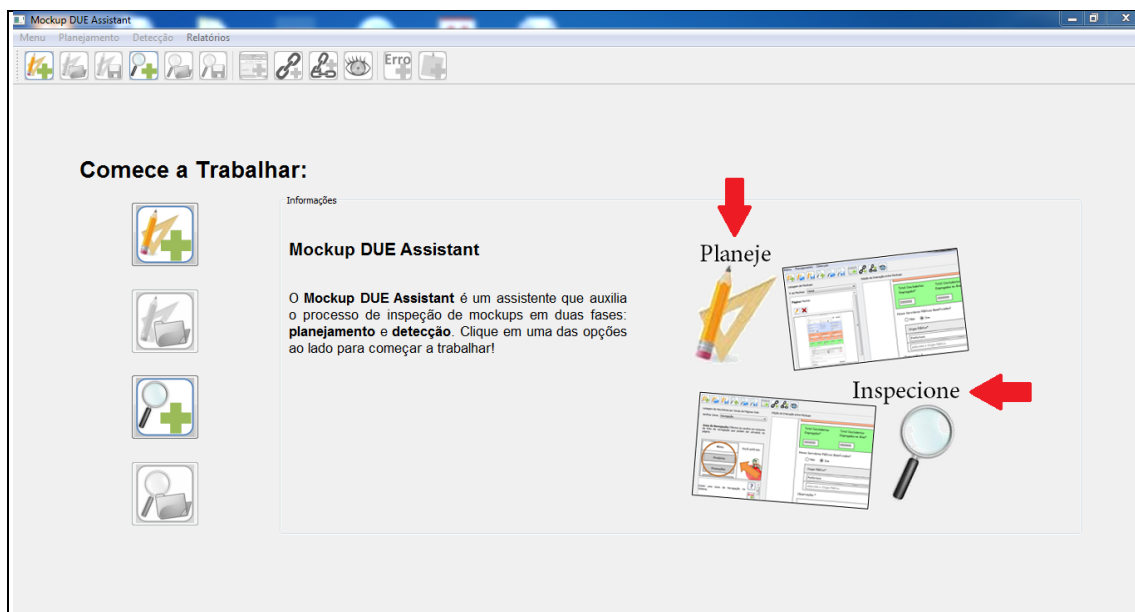 Mockup DUE Assistant
Menu Planejamento Detecção Relatórios
Erro
Comece a Trabalhar:
Informações
Mockup DUE Assistant
O Mockup DUE Assistant é um assistente que auxilia
o processo de inspeção de mockups em duas fases:
planejamento e detecção. Clique em uma das opções
ao lado para começar a trabalhar!
Planeje
Inspecione